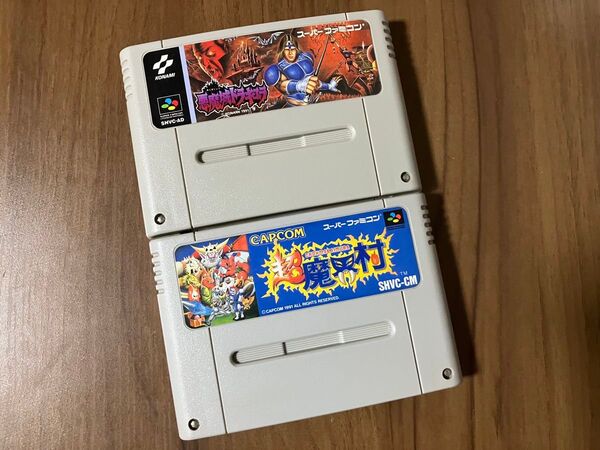 スーパーファミコン
KONAMI
悪魔城ドラキュラ
SHVC-AD
CAPCOM
スーパーファミコン
超魔界村
SHVC-CM
TM
©CAPCOM 1991 ALL RIGHTS RESERVED.